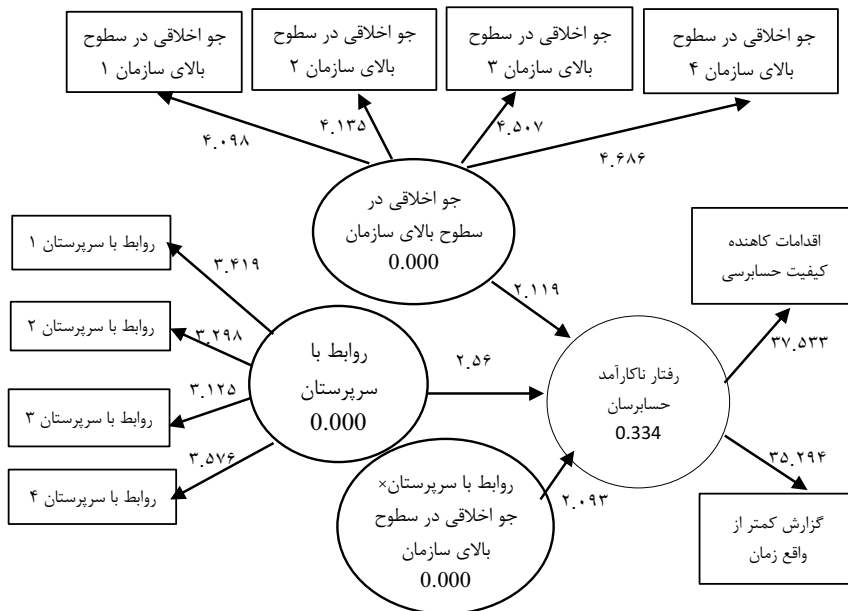 جو اخلاقی در سطوح
بالای سازمان ۱
جو اخلاقی در سطوح
بالای سازمان ۲
جو اخلاقی در سطوح
بالای سازمان ۳
جو اخلاقی در سطوح
بالای سازمان ۴
۴.۰۹۸
۴.۱۳۵
۴.۵۰۷
۴.۶۸۶
جو اخلاقی در
سطوح بالای سازمان
0.000
روابط با سرپرستان ۱
روابط با سرپرستان ۲
روابط با سرپرستان ۳
روابط با سرپرستان ۴
۳.۴۱۹
۳.۲۹۸
۳.۱۲۵
۳.۵۷۶
روابط با
سرپرستان
0.000
۲.۱۱۹
۲.۵۶
۲.۰۹۳
روابط با سرپرستان×
جو اخلاقی در سطوح
بالای سازمان
0.000
رفتار ناکارآمد
حسابرسان
0.334
۳۷.۵۳۳
۳۵.۲۹۴
اقدامات کاهنده
کیفیت حسابرسی
گزارش کمتر از
واقع زمان